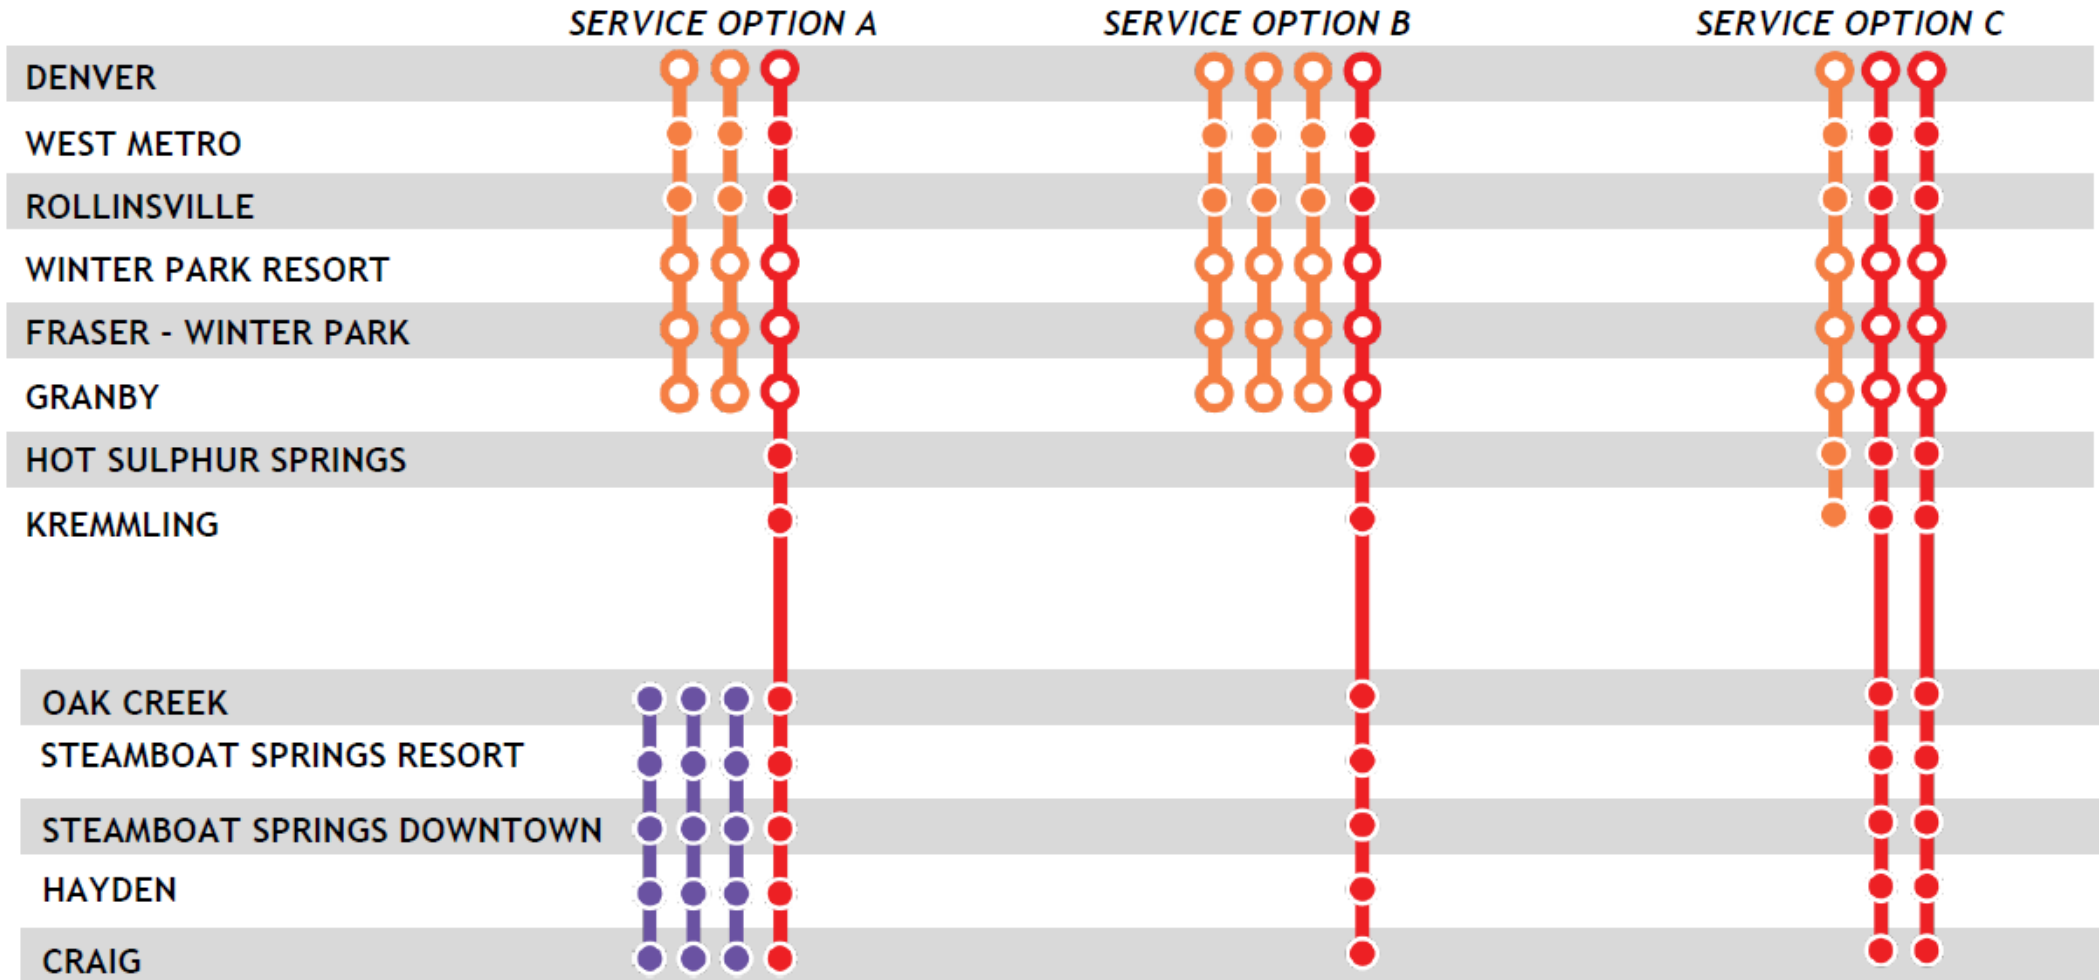 SERVICE OPTION A SERVICE OPTION B SERVICE OPTION C
DENVER
WEST METRO
ROLLINSVILLE
WINTER PARK RESORT
FRASER - WINTER PARK
GRANBY
HOT SULPHUR SPRINGS
KREMMLING
OAK CREEK
STEAMBOAT SPRINGS RESORT
STEAMBOAT SPRINGS DOWNTOWN
HAYDEN
CRAIG